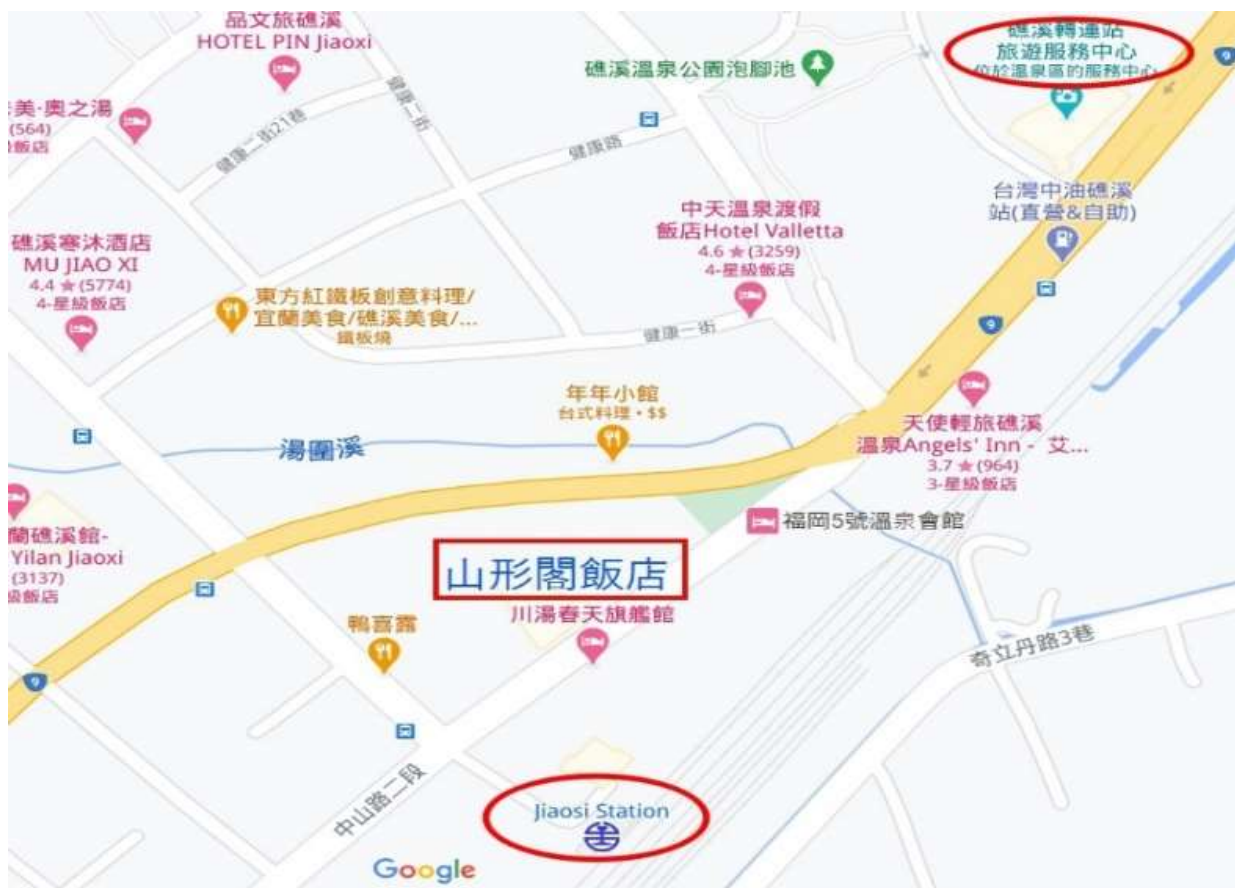 品文旅礁溪
HOTEL PIN Jiaoxi
礁溪溫泉公園泡腳池
礁溪轉運站
旅遊服務中心
位於溫泉區的服務中心
9
美·奧之湯
(564)
級飯店
健康二街21巷
健康二街
健康路
台灣中油礁溪
站(直營&自助)
中天溫泉渡假
飯店Hotel Valletta
4.6 ★ (3259)
4-星級飯店
礁溪寒沐酒店
MU JIAO XI
4.4 ★ (5774)
4-星級飯店
東方紅鐵板創意料理/
宜蘭美食/礁溪美食/...
鐵板燒
健康一街
9
年年小館
台式料理・$$
天使輕旅礁溪
溫泉Angels' Inn - 艾...
3.7 ★ (964)
3-星級飯店
湯圍溪
蘭礁溪館-
Yilan Jiaoxi
(3137)
級飯店
福岡5號溫泉會館
山形閣飯店
川湯春天旗艦館
鴨喜露
奇立丹路3巷
9
中山路二段
Jiaosi Station
Google